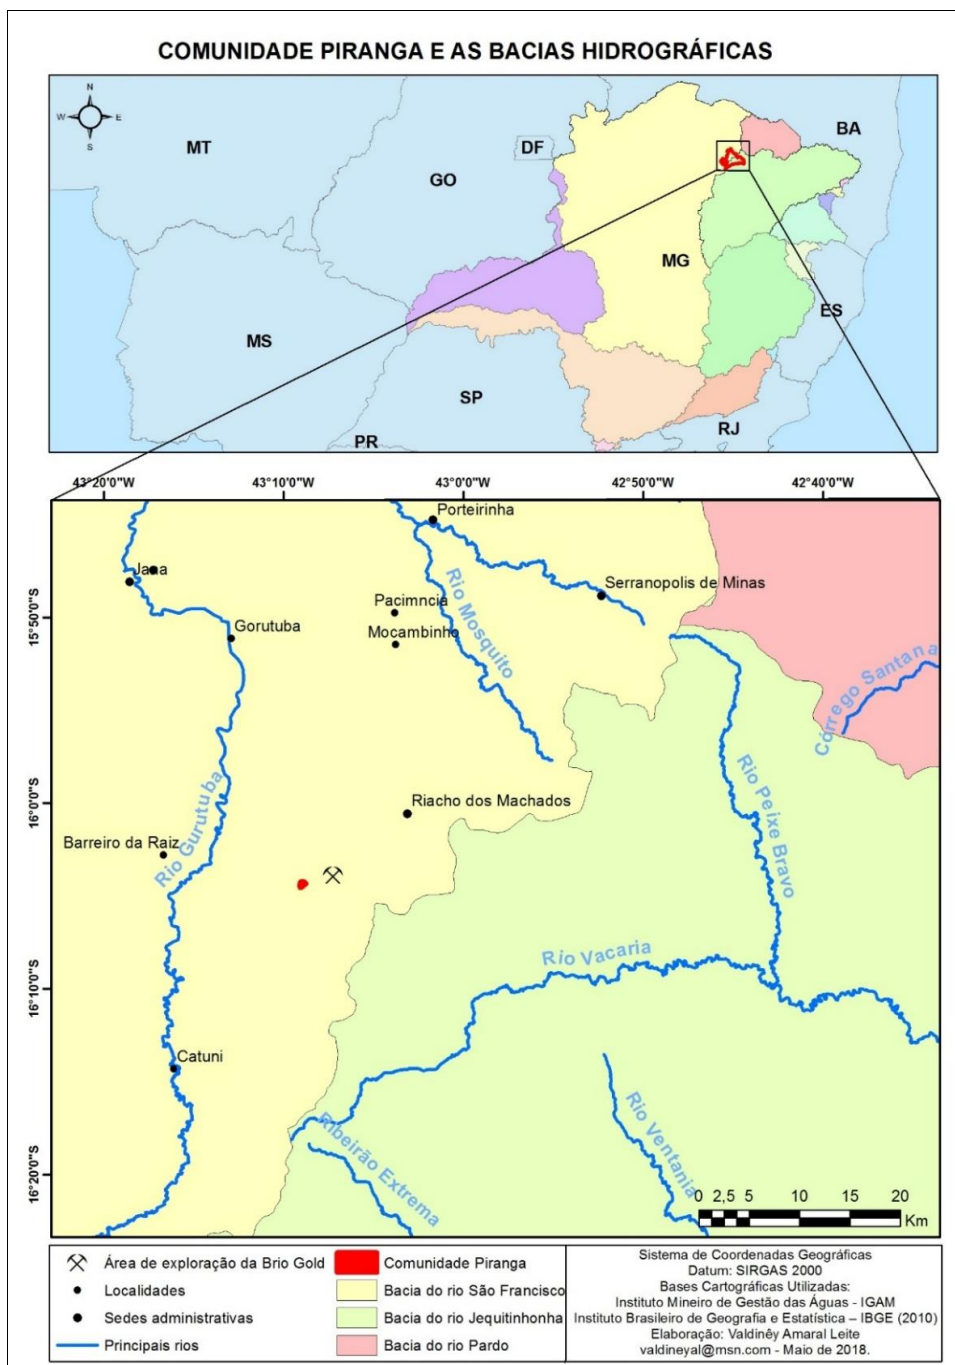 COMUNIDADE PIRANGA E AS BACIAS HIDROGRÁFICAS
N
W E
S
MT
GO
DF
BA
MG
MS
ES
SP
RJ
PR
43°20'0"W 43°10'0"W 43°0'0"W 42°50'0"W 42°40'0"W
15°50'0"S
16°0'0"S
16°10'0"S
16°20'0"S
Porteirinha
Jana
Serranopolis de Minas
Pacimncia
Gorutuba
Mocambinho
Rio Mosquito
Córrego Santana
Rio Gurutuba
Riacho dos Machados
Rio Peixe Bravo
Barreiro da Raiz
Rio Vacaria
Catuni
Ribeirão Extrema
Rio Ventania
0 2,5 5 10 15 20
Km
Área de exploração da Brio Gold
Localidades
Sedes administrativas
Principais rios
Comunidade Piranga
Bacia do rio São Francisco
Bacia do rio Jequitinhonha
Bacia do rio Pardo
Sistema de Coordenadas Geográficas
Datum: SIRGAS 2000
Bases Cartográficas Utilizadas:
Instituto Mineiro de Gestão das Águas - IGAM
Instituto Brasileiro de Geografia e Estatística – IBGE (2010)
Elaboração: Valdinêy Amaral Leite
valdineyal@msn.com - Maio de 2018.